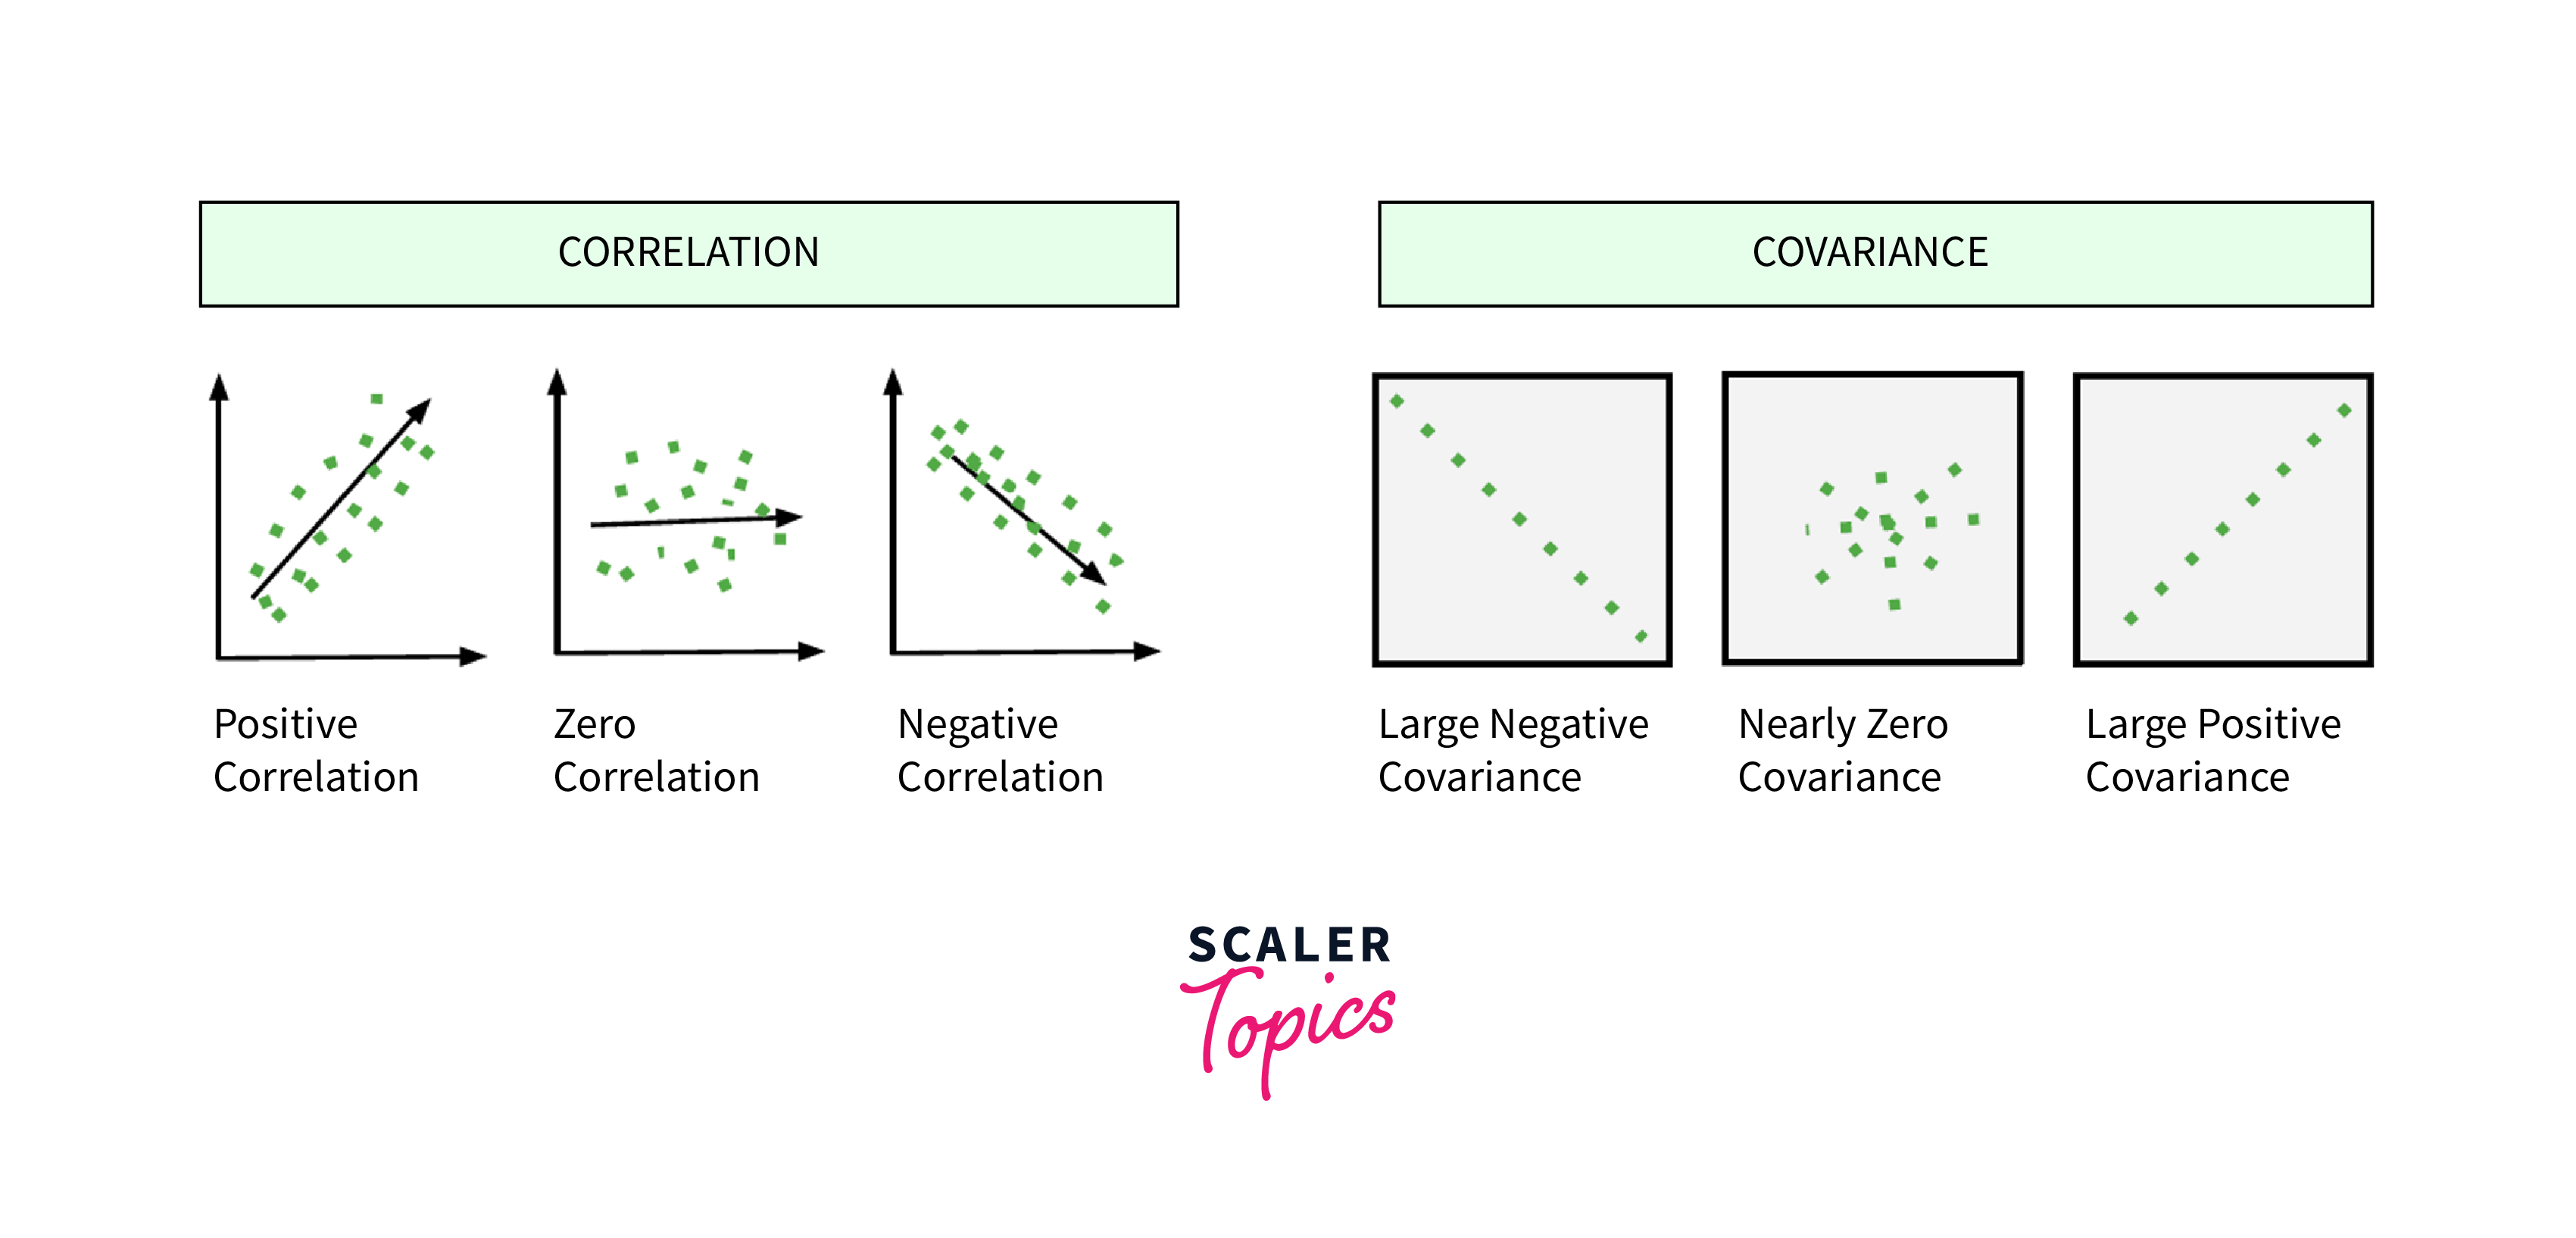 CORRELATION
COVARIANCE
Positive
Correlation
Zero
Correlation
Negative
Correlation
Large Negative
Covariance
Nearly Zero
Covariance
Large Positive
Covariance
SCALER
Topics